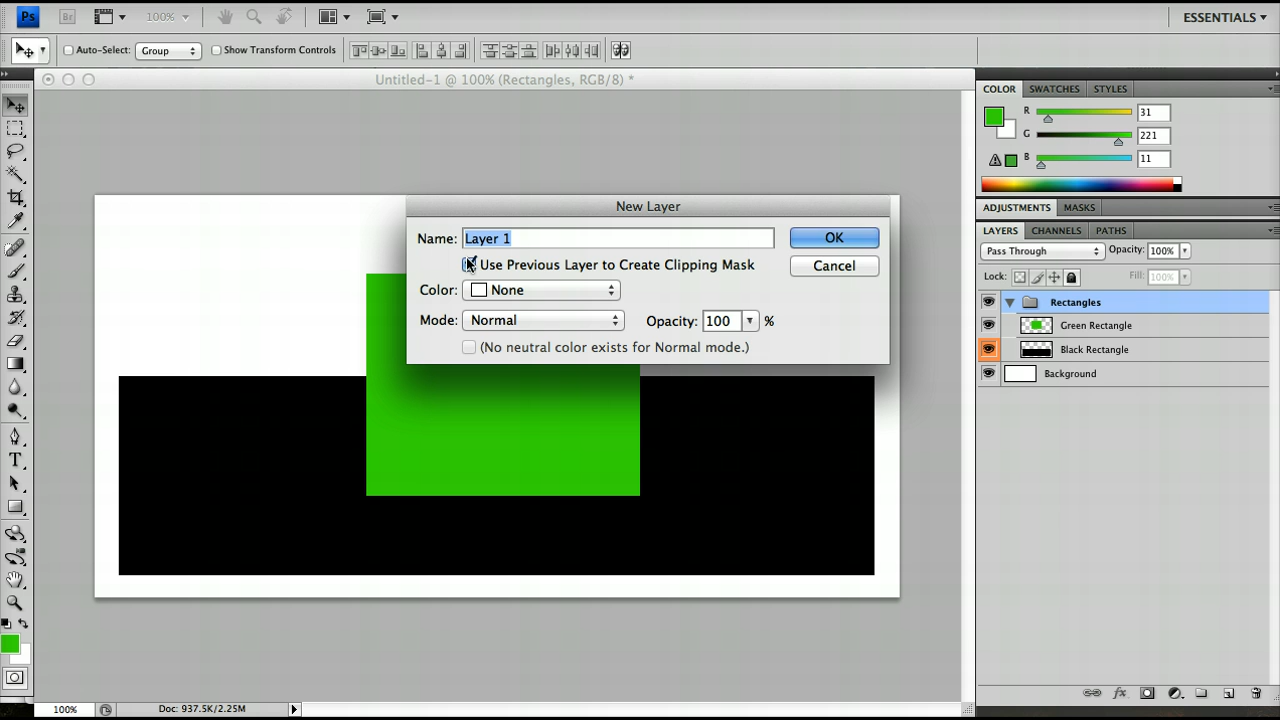 Ps Br 100% ESSENTIALS
Auto-Select: Group Show Transform Controls
Untitled-1 @ 100% (Rectangles, RGB/8) *
COLOR SWATCHES STYLES
R 31
G 221
B 11
ADJUSTMENTS MASKS
LAYERS CHANNELS PATHS
Pass Through Opacity: 100%
Lock: Fill: 100%
Rectangles
Green Rectangle
Black Rectangle
Background
New Layer
Name: Layer 1 OK
Use Previous Layer to Create Clipping Mask Cancel
Color: None
Mode: Normal Opacity: 100 %
(No neutral color exists for Normal mode.)
T
fx
100% Doc: 937.5K/2.25M